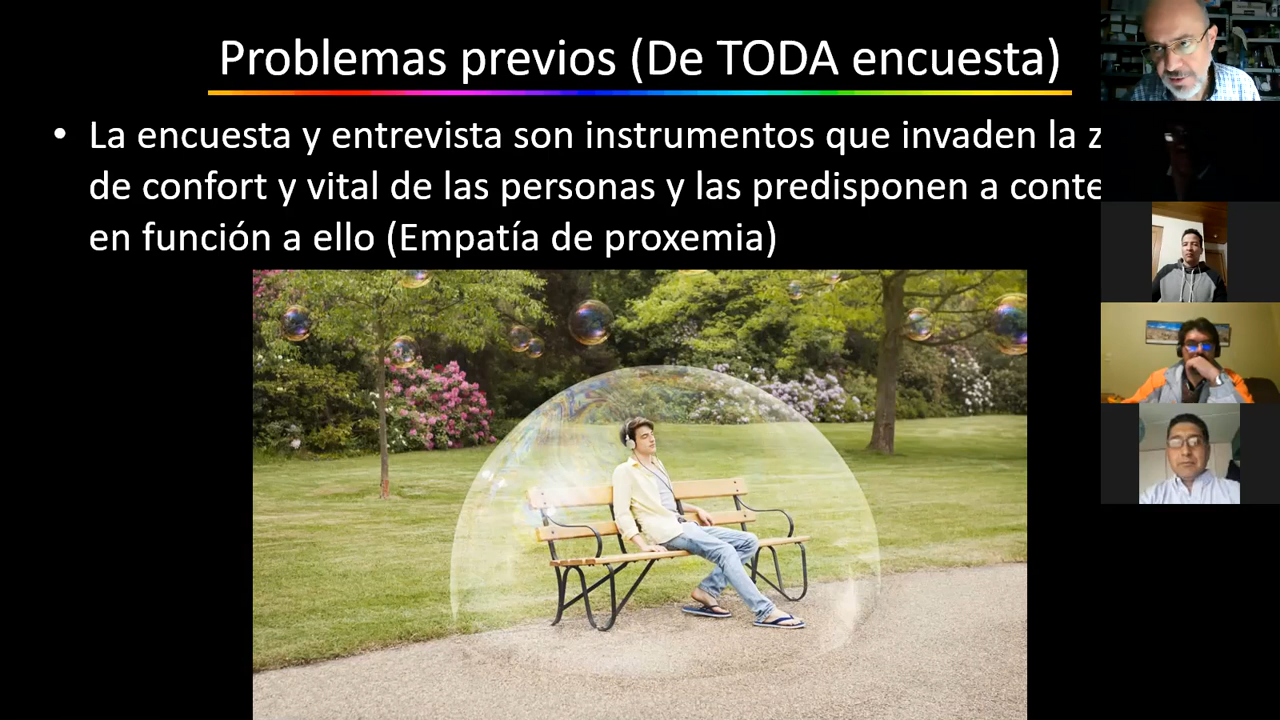 Problemas previos (De TODA encuesta)
• La encuesta y entrevista son instrumentos que invaden la
de confort y vital de las personas y las predisponen a
en función a ello (Empatía de proxemia)